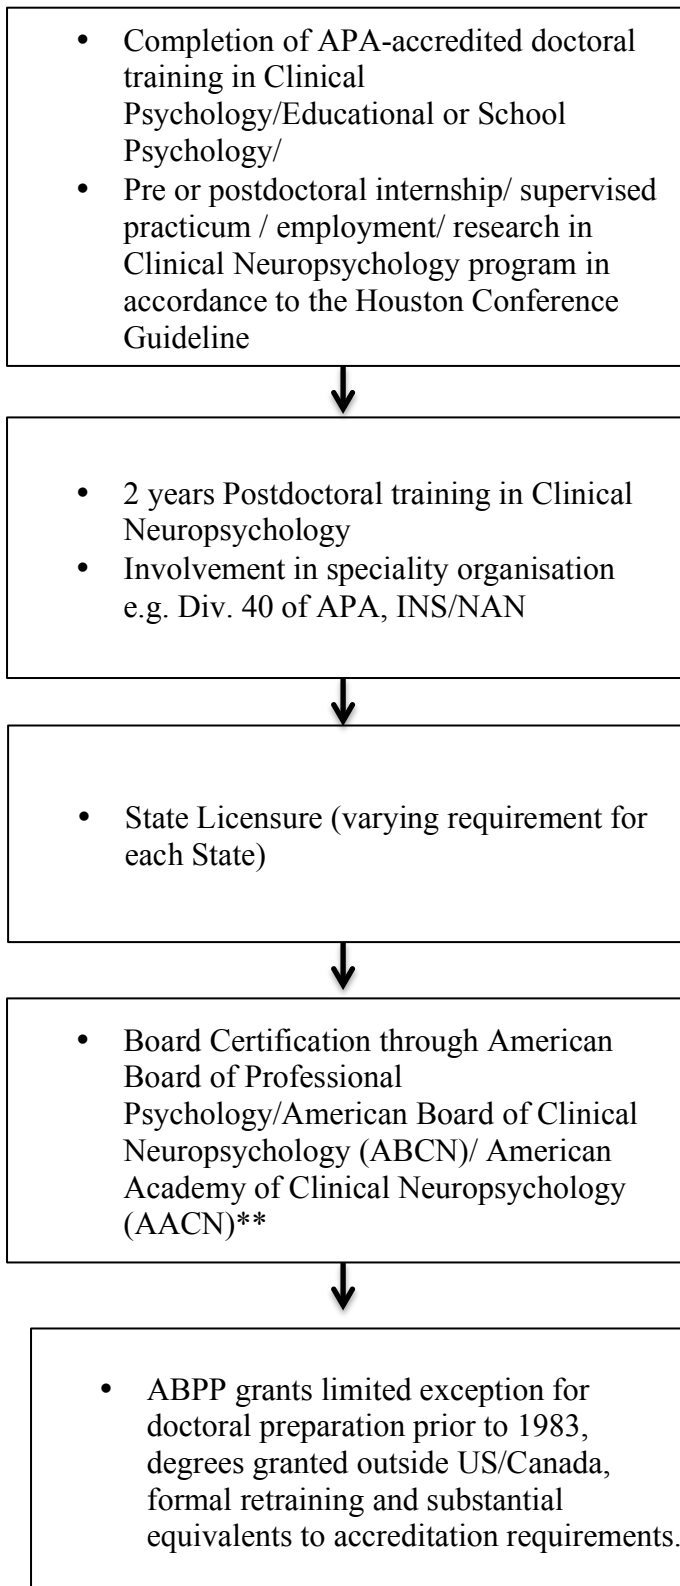 • Completion of APA-accredited doctoral
training in Clinical
Psychology/Educational or School
Psychology/
• Pre or postdoctoral internship/ supervised
practicum / employment/ research in
Clinical Neuropsychology program in
accordance to the Houston Conference
Guideline
• 2 years Postdoctoral training in Clinical
Neuropsychology
• Involvement in speciality organisation
e.g. Div. 40 of APA, INS/NAN
• State Licensure (varying requirement for
each State)
• Board Certification through American
Board of Professional
Psychology/American Board of Clinical
Neuropsychology (ABCN)/ American
Academy of Clinical Neuropsychology
(AACN)**
• ABPP grants limited exception for
doctoral preparation prior to 1983,
degrees granted outside US/Canada,
formal retraining and substantial
equivalents to accreditation requirements.